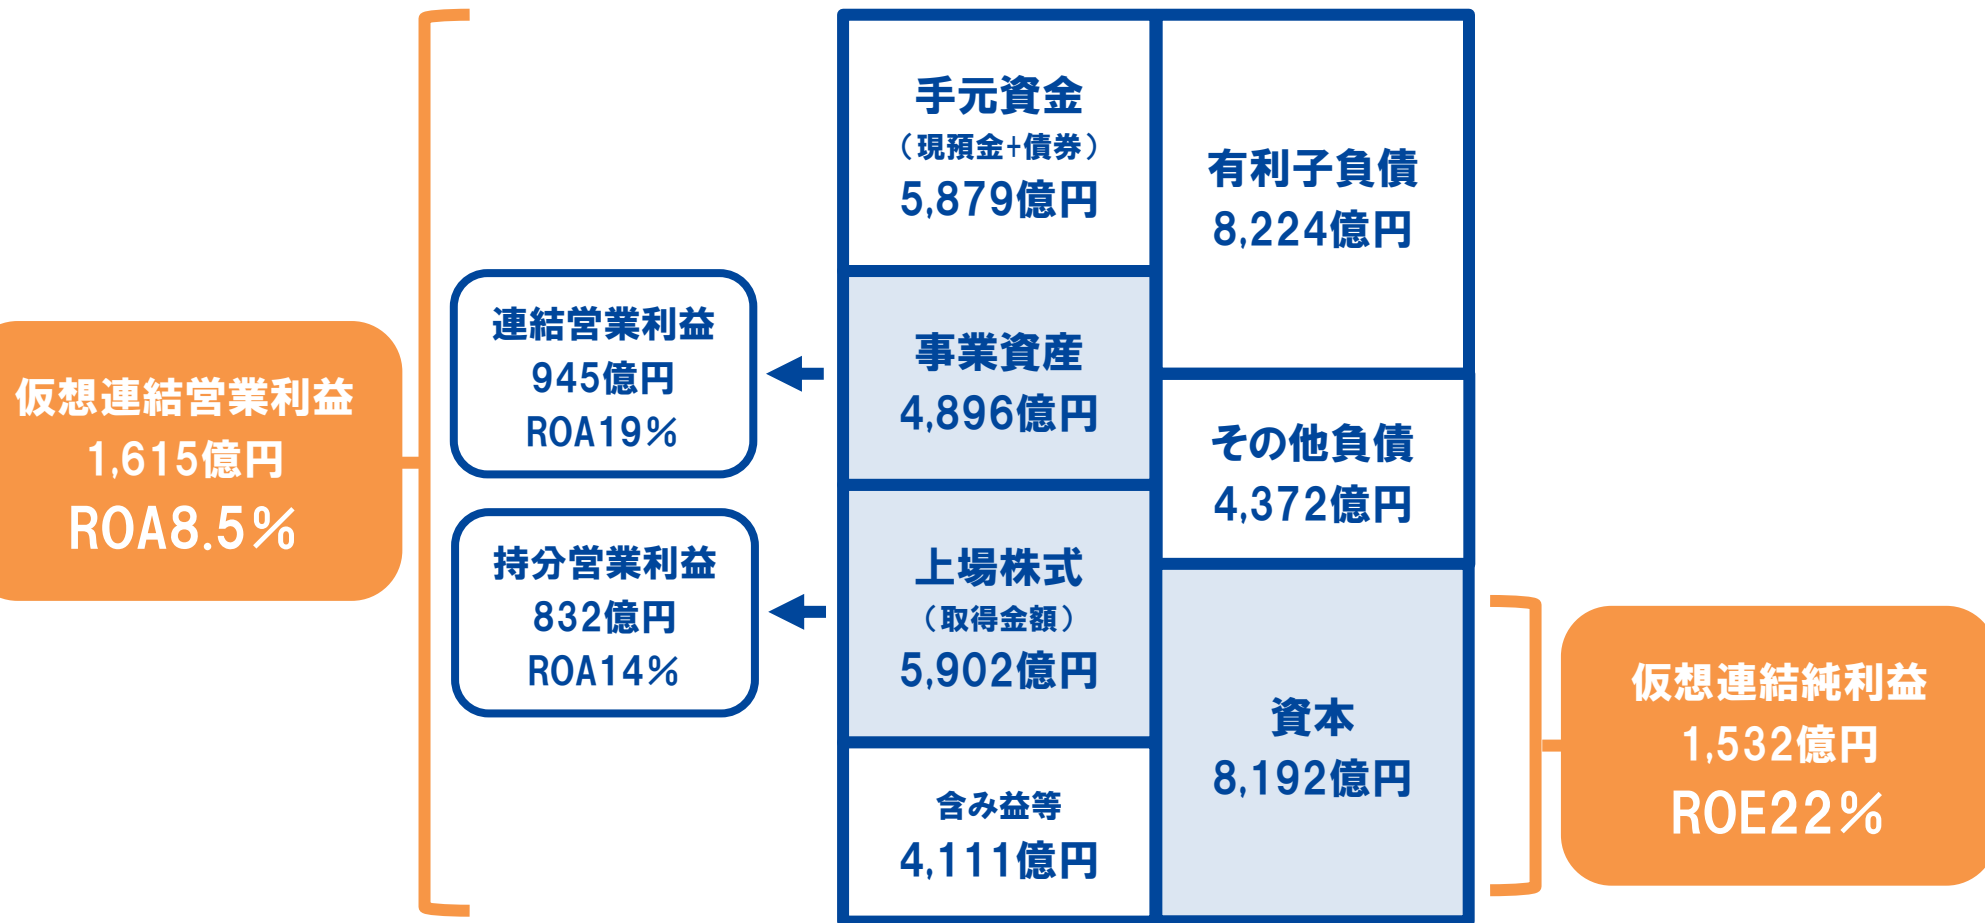 仮想連結営業利益
1,615億円
ROA8.5%
連結営業利益
945億円
ROA19%
持分営業利益
832億円
ROA14%
手元資金
（現預金+債券）
5,879億円
事業資産
4,896億円
上場株式
（取得金額）
5,902億円
含み益等
4,111億円
有利子負債
8,224億円
その他負債
4,372億円
資本
8,192億円
仮想連結純利益
1,532億円
ROE22%